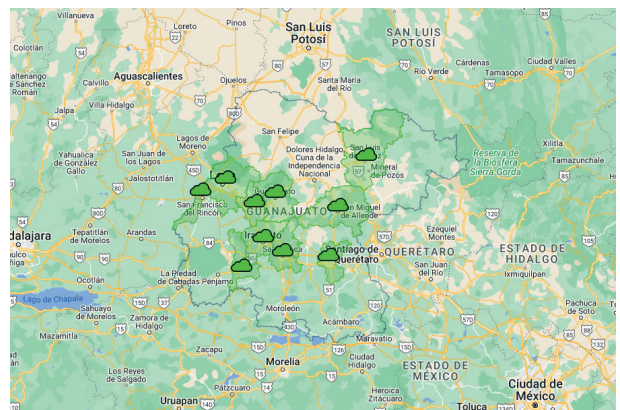 Villanueva
Loreto
Pinos
San Luis
Potosí
SAN LUIS
POTOSÍ
Colotlán
Cárdenas
Ciudad Valles
Río Verde
Tamasopo
Aguascalientes
Ojuelos
Santa María
del Río
Calvillo
Villa Hidalgo
Jalpa
San Felipe
Lagos de
Moreno
Dolores Hidalgo
Cuna de la
Independencia
Nacional
San Luis
Mineral
de Pozos
Xilitla
Tamazunchale
Reserva de
la Biósfera
Sierra Gorda
Yahualica
de González
Gallo
San Juan de
los Lagos
Jalostotitlán
San Francisco
del Rincón
GUANAJUATO
San Miguel
de Allende
Tepatitlán
de Morelos
Arandas
Santiago de
Querétaro
QUERÉTARO
Ezequiel
Montes
San Juan
del Río
ESTADO DE
HIDALGO
Ixmiquilpan
dalajara
Ocotlán
La Piedad
de Cabadas
Pénjamo
Lago de Chapala
Sahuayo
de Morelos
Zamora de
Hidalgo
Mazamitla
Moroleón
Acámbaro
Maravatío
Pachuca
de Soto
Zacapu
Morelia
Ciudad
Hidalgo
ESTADO DE
MÉXICO
Los Reyes
de Salgado
Pátzcuaro
Uruapan
Heroica
Zitácuaro
Toluca
Ciudad de
México